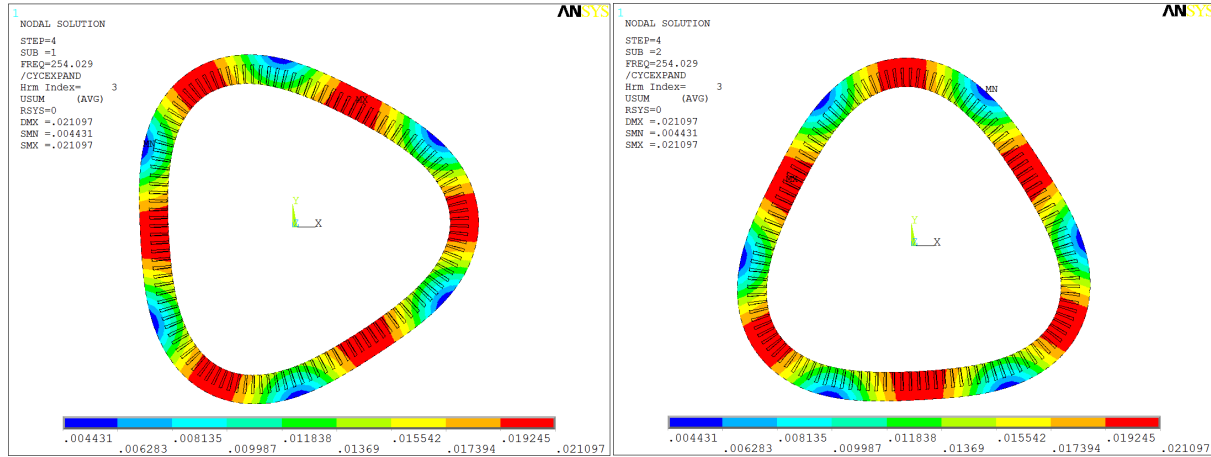 1
ANSYS
NODAL SOLUTION
STEP=4
SUB =1
FREQ=254.029
/CYCEXPAND
Hrm Index= 3
USUM (AVG)
RSYS=0
DMX =.021097
SMN =.004431
SMX =.021097
MX
MN
Y
Z X
.004431 .008135 .011838 .015542 .019245
.006283 .009987 .01369 .017394 .021097
1
ANSYS
NODAL SOLUTION
STEP=4
SUB =2
FREQ=254.029
/CYCEXPAND
Hrm Index= 3
USUM (AVG)
RSYS=0
DMX =.021097
SMN =.004431
SMX =.021097
MN
MX
Y
Z X
.004431 .008135 .011838 .015542 .019245
.006283 .009987 .01369 .017394 .021097